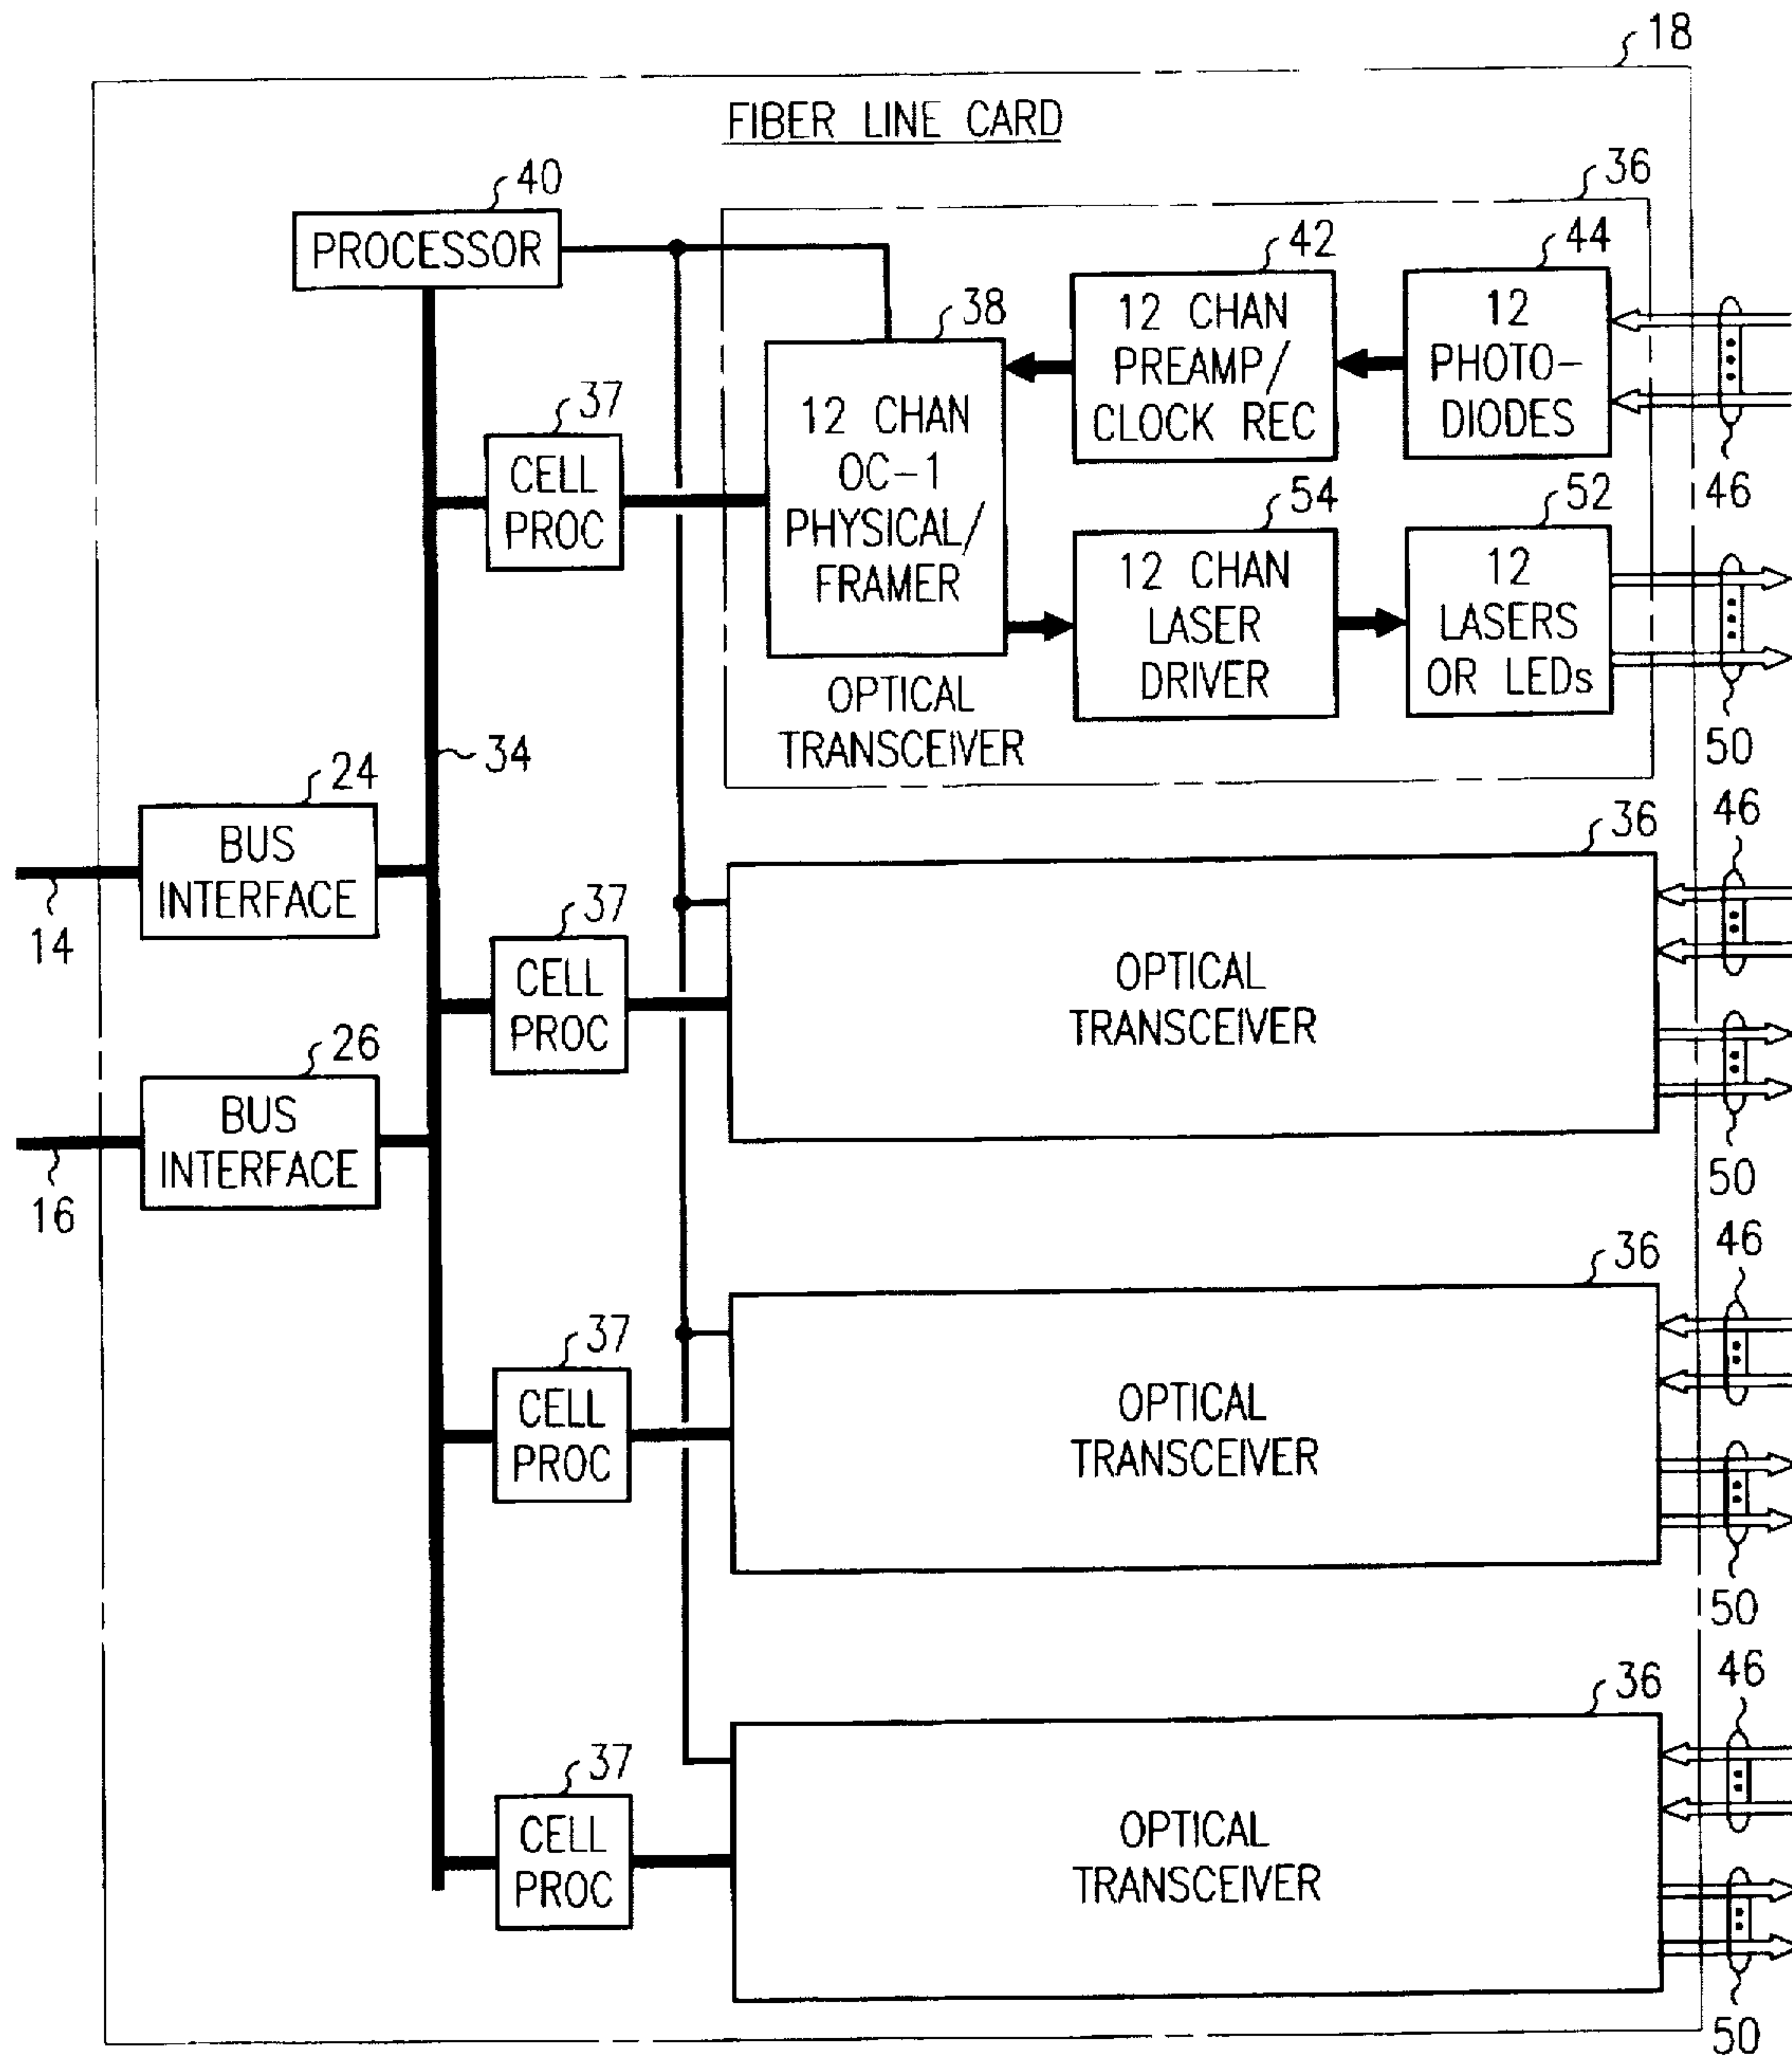 18
FIBER LINE CARD
40
PROCESSOR
36
42
12 CHAN
PREAMP/
CLOCK REC
44
12
PHOTO-
DIODES
46
38
12 CHAN
OC-1
PHYSICAL/
FRAMER
37
CELL
PROC
54
12 CHAN
LASER
DRIVER
52
12
LASERS
OR LEDs
50
OPTICAL
TRANSCEIVER
34
24
BUS
INTERFACE
14
37
CELL
PROC
36
OPTICAL
TRANSCEIVER
46
50
26
BUS
INTERFACE
16
37
CELL
PROC
36
OPTICAL
TRANSCEIVER
46
50
37
CELL
PROC
36
OPTICAL
TRANSCEIVER
46
50